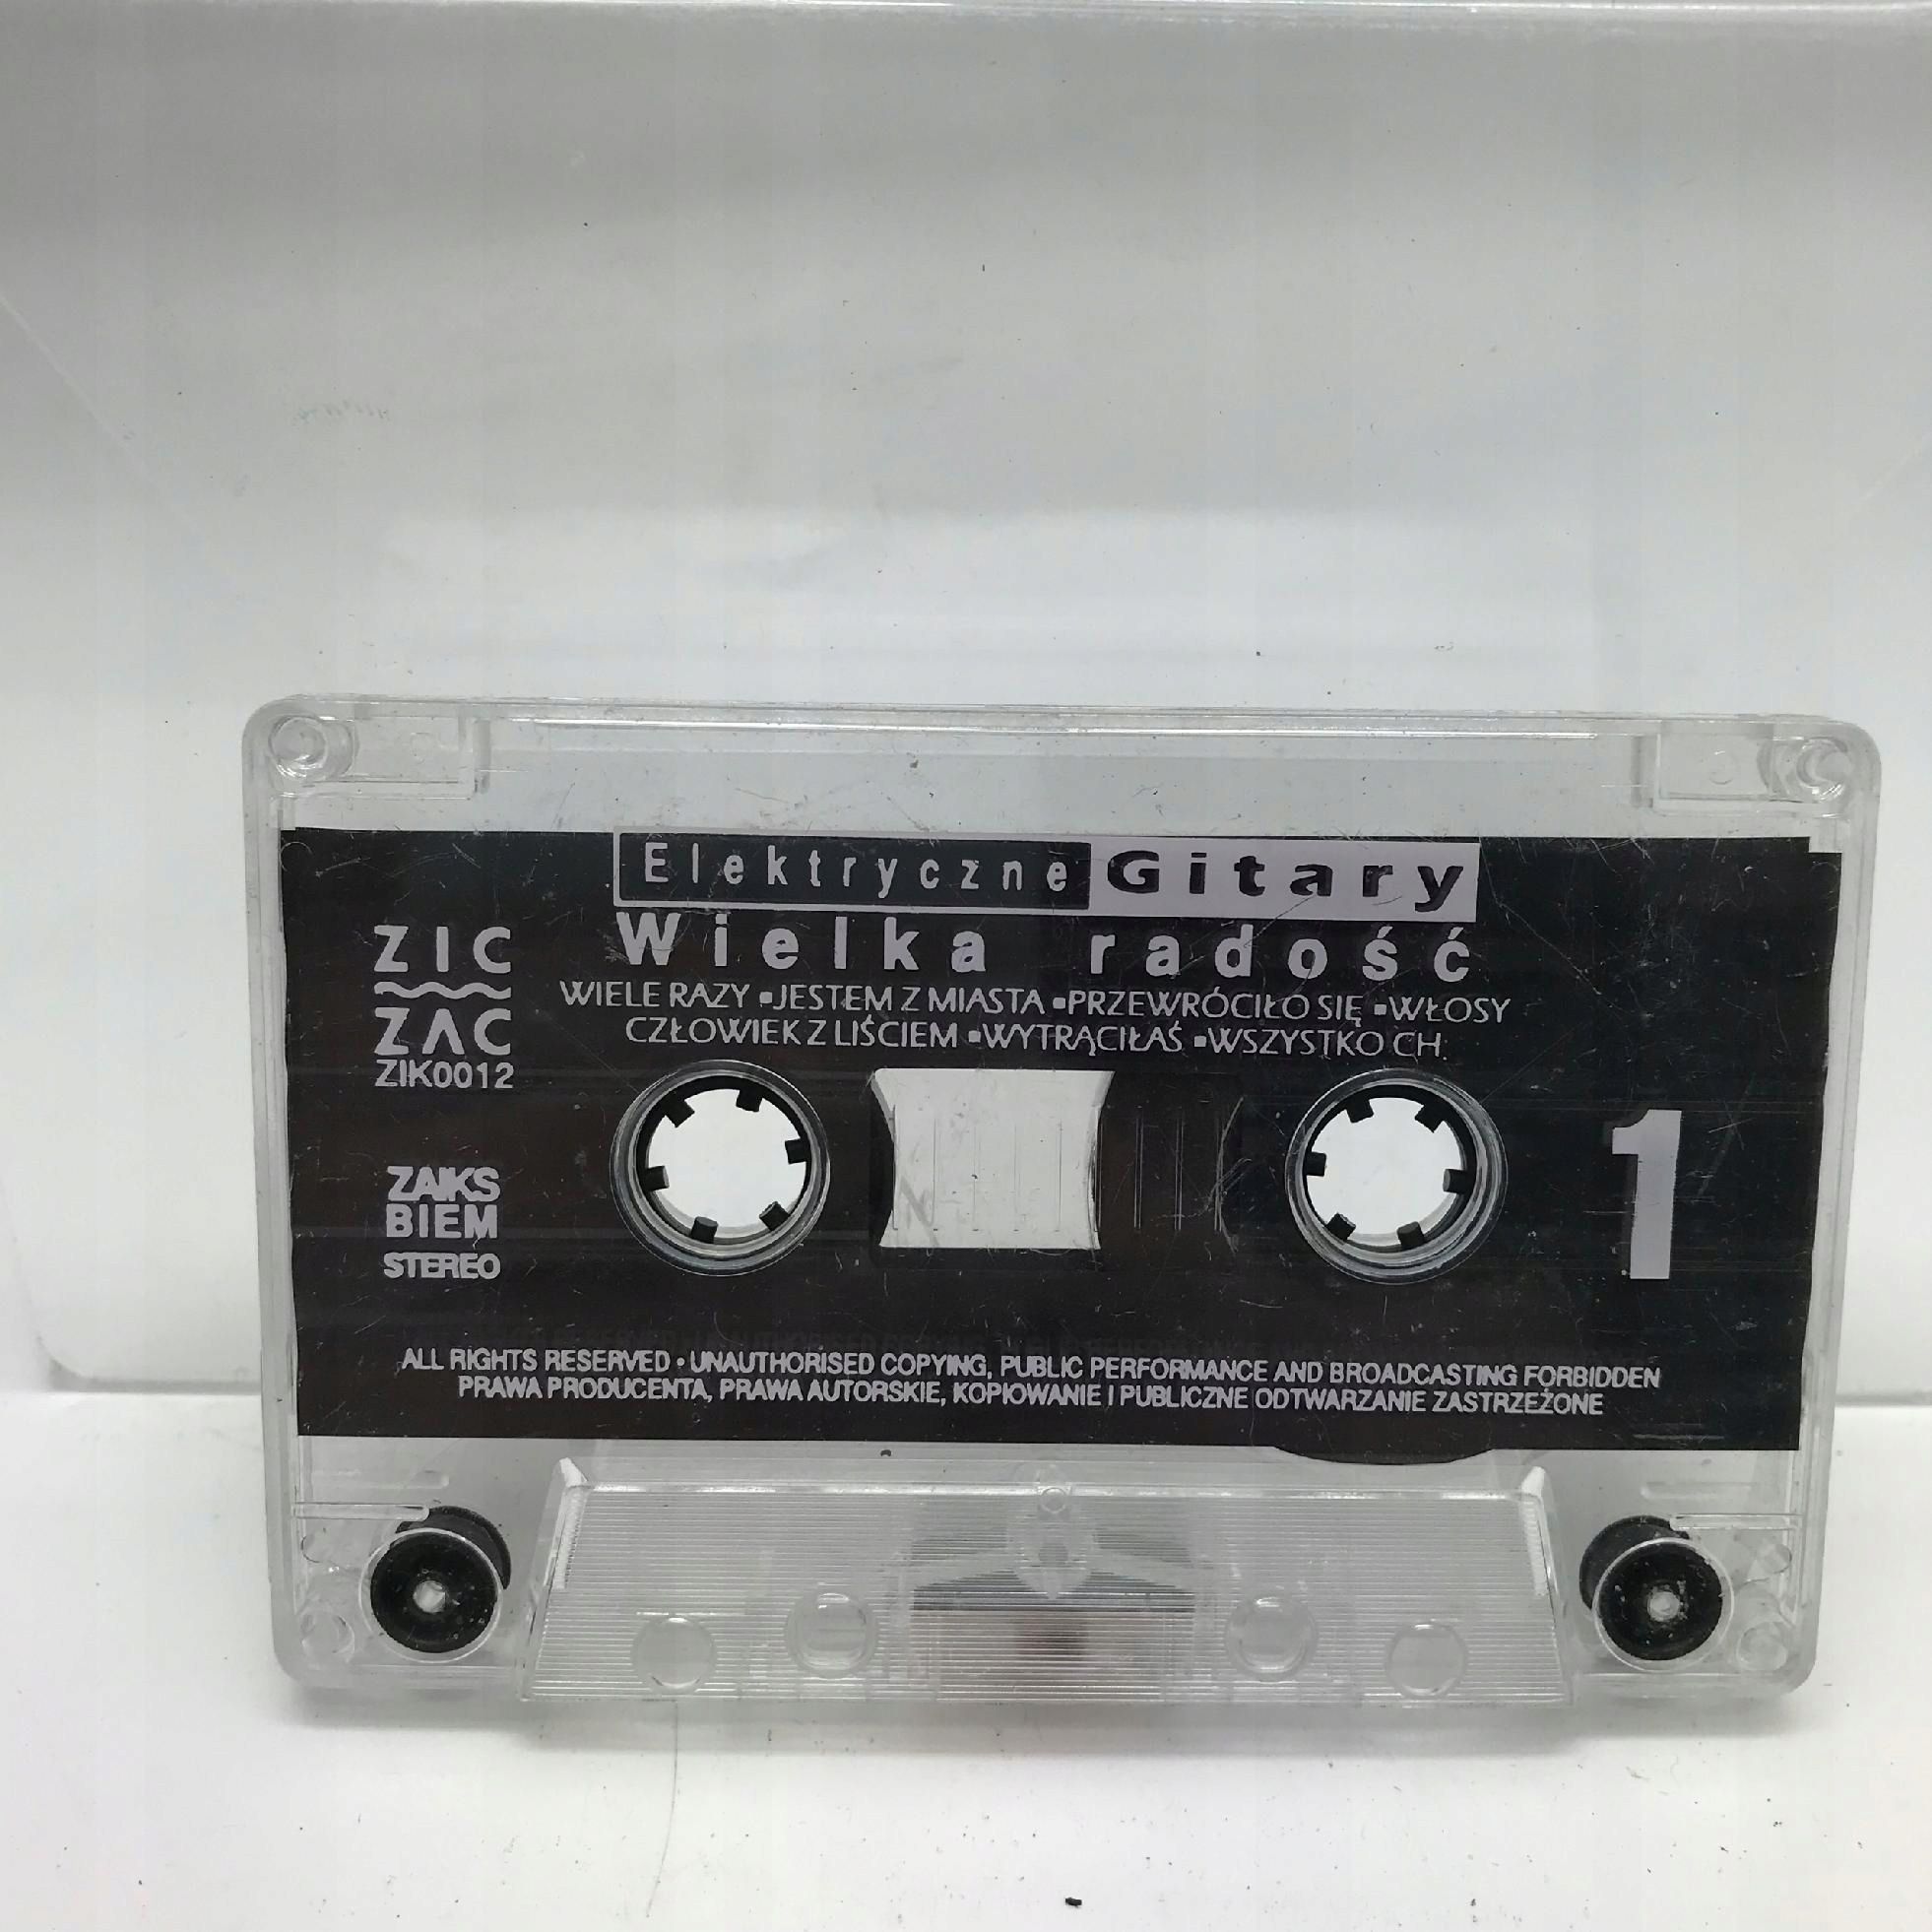 Elektryczne Gitary
Wielka radość
WIELE RAZY ▪JESTEM Z MIASTA ▪PRZEWRÓCIŁO SIĘ ▪WŁOSY
CZŁOWIEK Z LIŚCIEM ▪WYTRĄCIŁAŚ ▪WSZYSTKO CH.
ZIC
ZAC
ZIK0012
ZAIKS
BIEM
STEREO
1
ALL RIGHTS RESERVED • UNAUTHORISED COPYING, PUBLIC PERFORMANCE AND BROADCASTING FORBIDDEN
PRAWA PRODUCENTA, PRAWA AUTORSKIE, KOPIOWANIE I PUBLICZNE ODTWARZANIE ZASTRZEŻONE